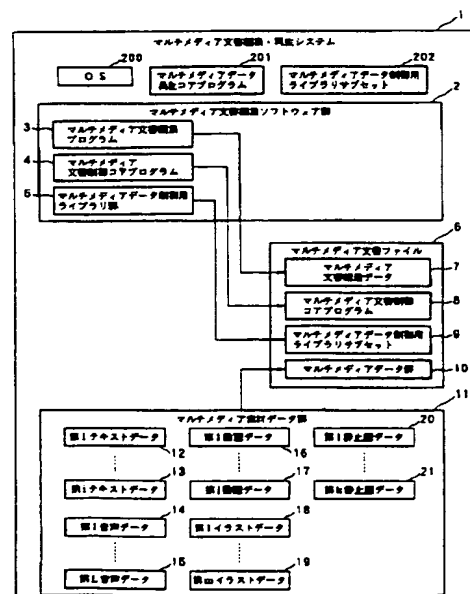 1
マルチメディア文書編集・再生システム
200
201
202
OS
マルチメディアデータ
再生コアプログラム
マルチメディアデータ制御用
ライブラリサブセット
2
マルチメディア文書編集ソフトウェア部
3
マルチメディア文書編集
プログラム
4
マルチメディア
文書制御コアプログラム
5
マルチメディアデータ制御用
ライブラリ部
6
マルチメディア文書ファイル
7
マルチメディア
文書編集データ
8
マルチメディア文書制御
コアプログラム
9
マルチメディアデータ制御用
ライブラリサブセット
10
マルチメディアデータ部
11
マルチメディア素材データ部
第1テキストデータ
12
第1動画データ
16
第1静止画データ
20
第iテキストデータ
13
第j動画データ
17
第k静止画データ
21
第1音声データ
14
第1イラストデータ
18
第L音声データ
15
第mイラストデータ
19